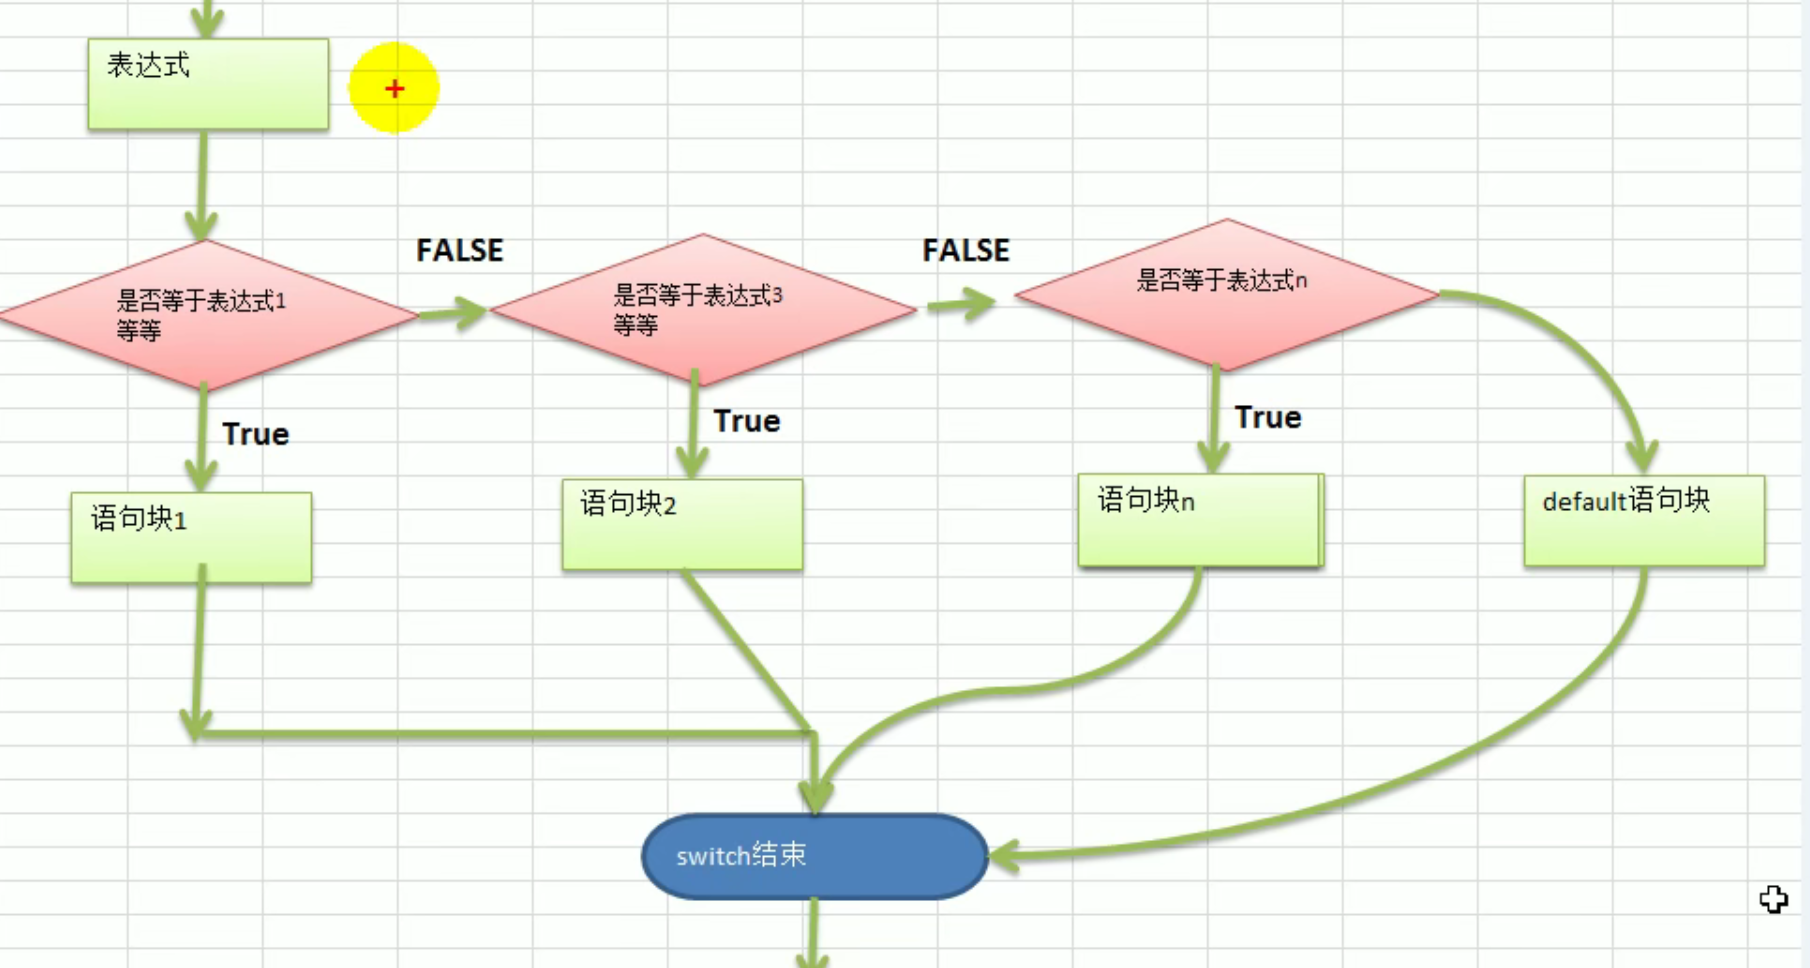 表达式
FALSE
FALSE
是否等于表达式1
等等
是否等于表达式3
等等
是否等于表达式n
True
True
True
语句块1
语句块2
语句块n
default语句块
switch结束